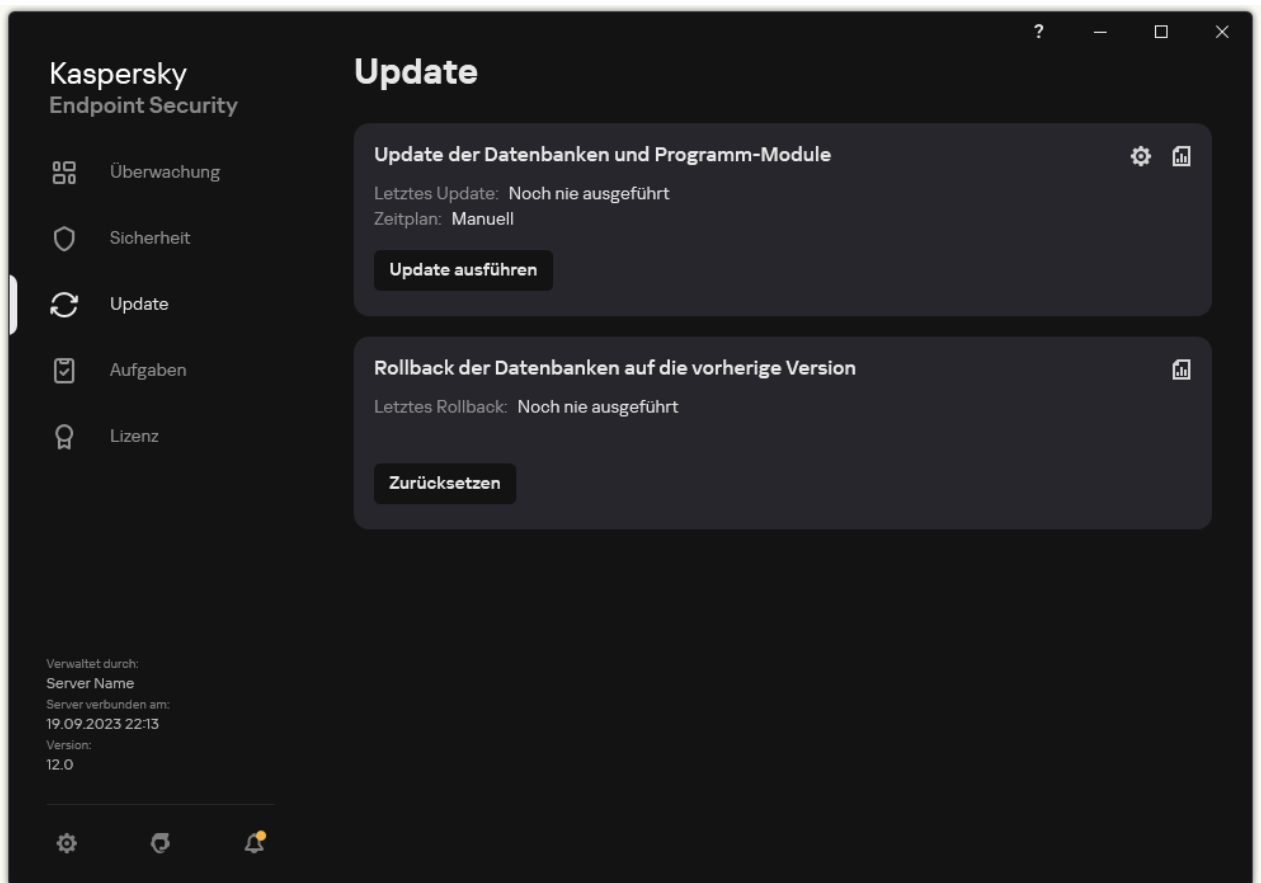 ?
Kaspersky
Endpoint Security
Überwachung
Sicherheit
Update
Aufgaben
Lizenz
Verwaltet durch:
Server Name
Server verbunden am:
19.09.2023 22:13
Version:
12.0
Update
Update der Datenbanken und Programm-Module
Letztes Update: Noch nie ausgeführt
Zeitplan: Manuell
Update ausführen
Rollback der Datenbanken auf die vorherige Version
Letztes Rollback: Noch nie ausgeführt
Zurücksetzen